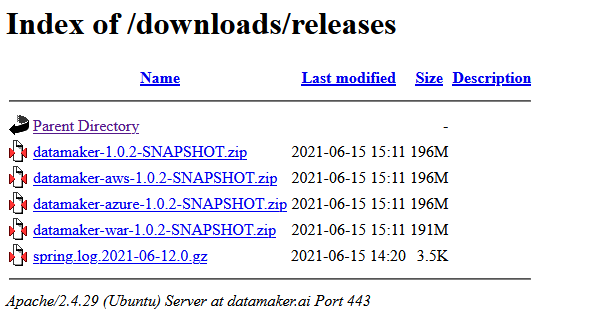 Index of /downloads/releases
Name Last modified Size Description
Parent Directory -
datamaker-1.0.2-SNAPSHOT.zip 2021-06-15 15:11 196M
datamaker-aws-1.0.2-SNAPSHOT.zip 2021-06-15 15:11 196M
datamaker-azure-1.0.2-SNAPSHOT.zip 2021-06-15 15:11 196M
datamaker-war-1.0.2-SNAPSHOT.zip 2021-06-15 15:11 191M
spring.log.2021-06-12.0.gz 2021-06-15 14:20 3.5K
Apache/2.4.29 (Ubuntu) Server at datamaker.ai Port 443